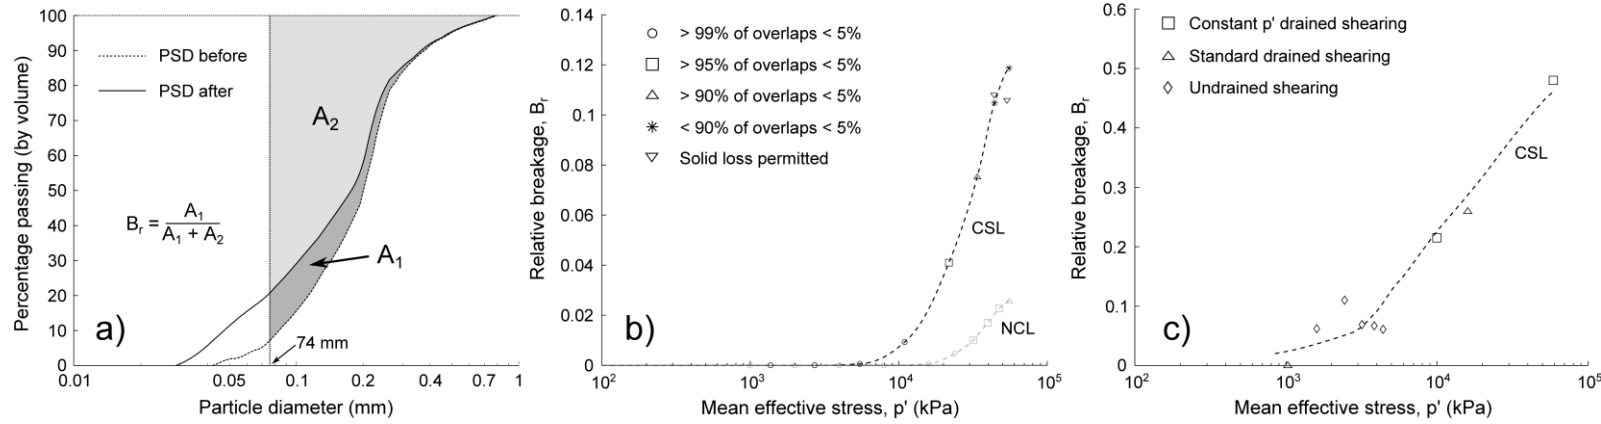 100
90
80
70
60
50
40
30
20
10
0
Percentage passing (by volume)
PSD before
PSD after
A2
Br = A1 / A1 + A2
A1
a)
74 mm
0.01
0.05
0.1
0.2
0.4
0.7
1
Particle diameter (mm)
0.14
0.12
0.1
0.08
0.06
0.04
0.02
0
Relative breakage, Br
> 99% of overlaps < 5%
> 95% of overlaps < 5%
> 90% of overlaps < 5%
< 90% of overlaps < 5%
Solid loss permitted
CSL
NCL
b)
10^2
10^3
10^4
10^5
Mean effective stress, p' (kPa)
0.6
0.5
0.4
0.3
0.2
0.1
0
Relative breakage, Br
Constant p' drained shearing
Standard drained shearing
Undrained shearing
CSL
c)
10^2
10^3
10^4
10^5
Mean effective stress, p' (kPa)